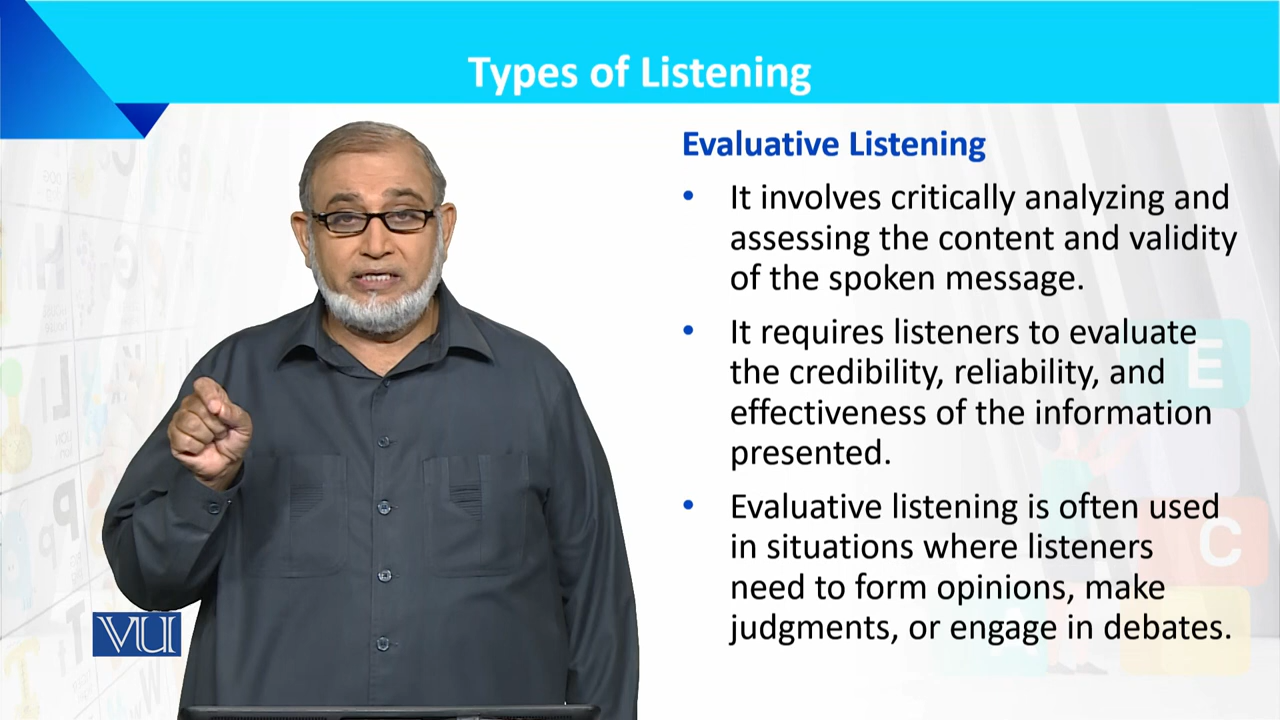 Types of Listening
Evaluative Listening
• It involves critically analyzing and
assessing the content and validity
of the spoken message.
• It requires listeners to evaluate
the credibility, reliability, and
effectiveness of the information
presented.
• Evaluative listening is often used
in situations where listeners
need to form opinions, make
judgments, or engage in debates.
VU
E
C